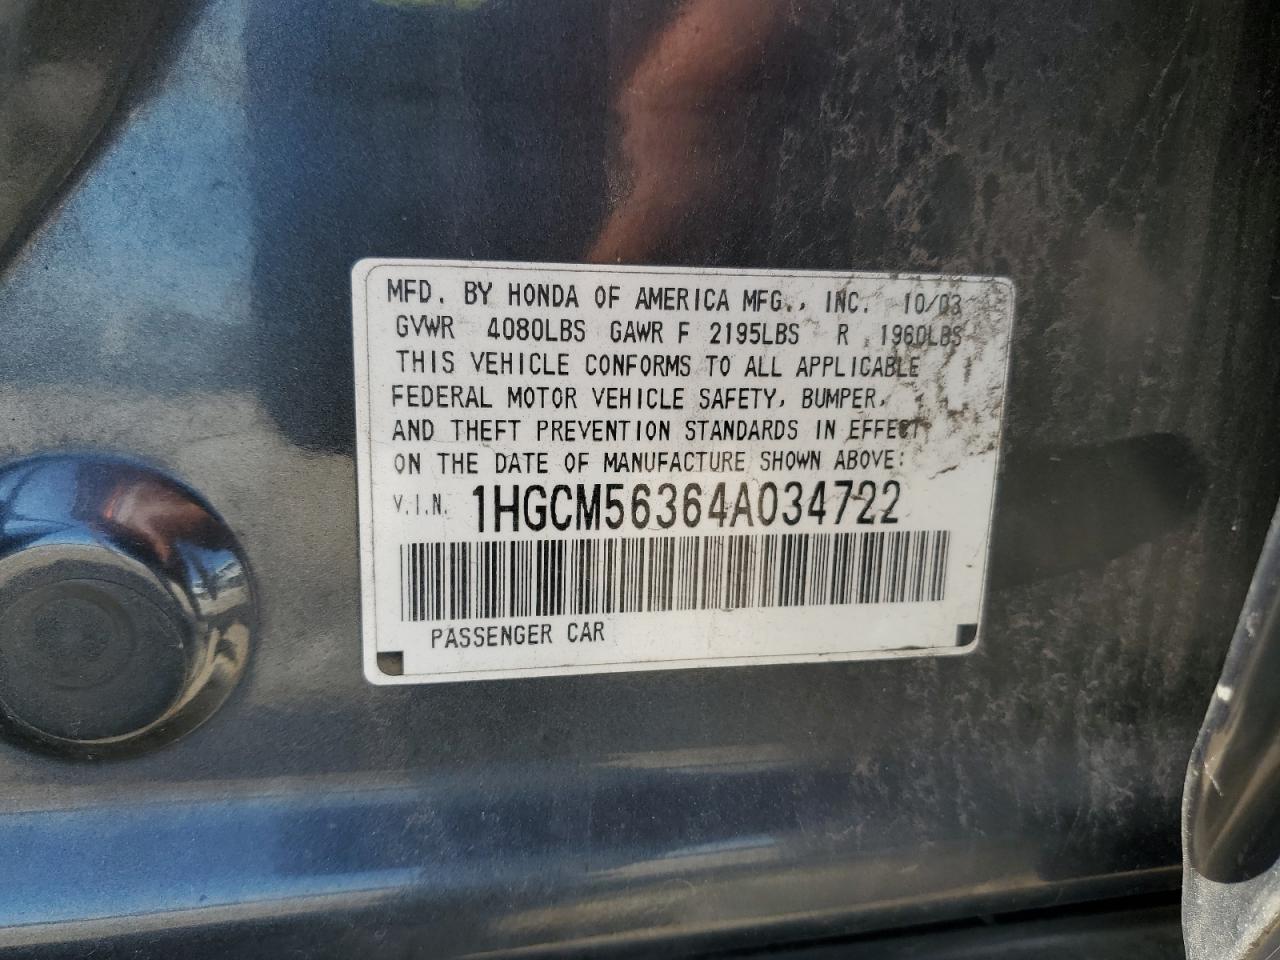 MFD. BY HONDA OF AMERICA MFG., INC. 10/03
GVWR 4080LBS GAWR F 2195LBS R 1960LBS
THIS VEHICLE CONFORMS TO ALL APPLICABLE
FEDERAL MOTOR VEHICLE SAFETY, BUMPER,
AND THEFT PREVENTION STANDARDS IN EFFECT
ON THE DATE OF MANUFACTURE SHOWN ABOVE:
V.I.N. 1HGCM56364A034722
PASSENGER CAR